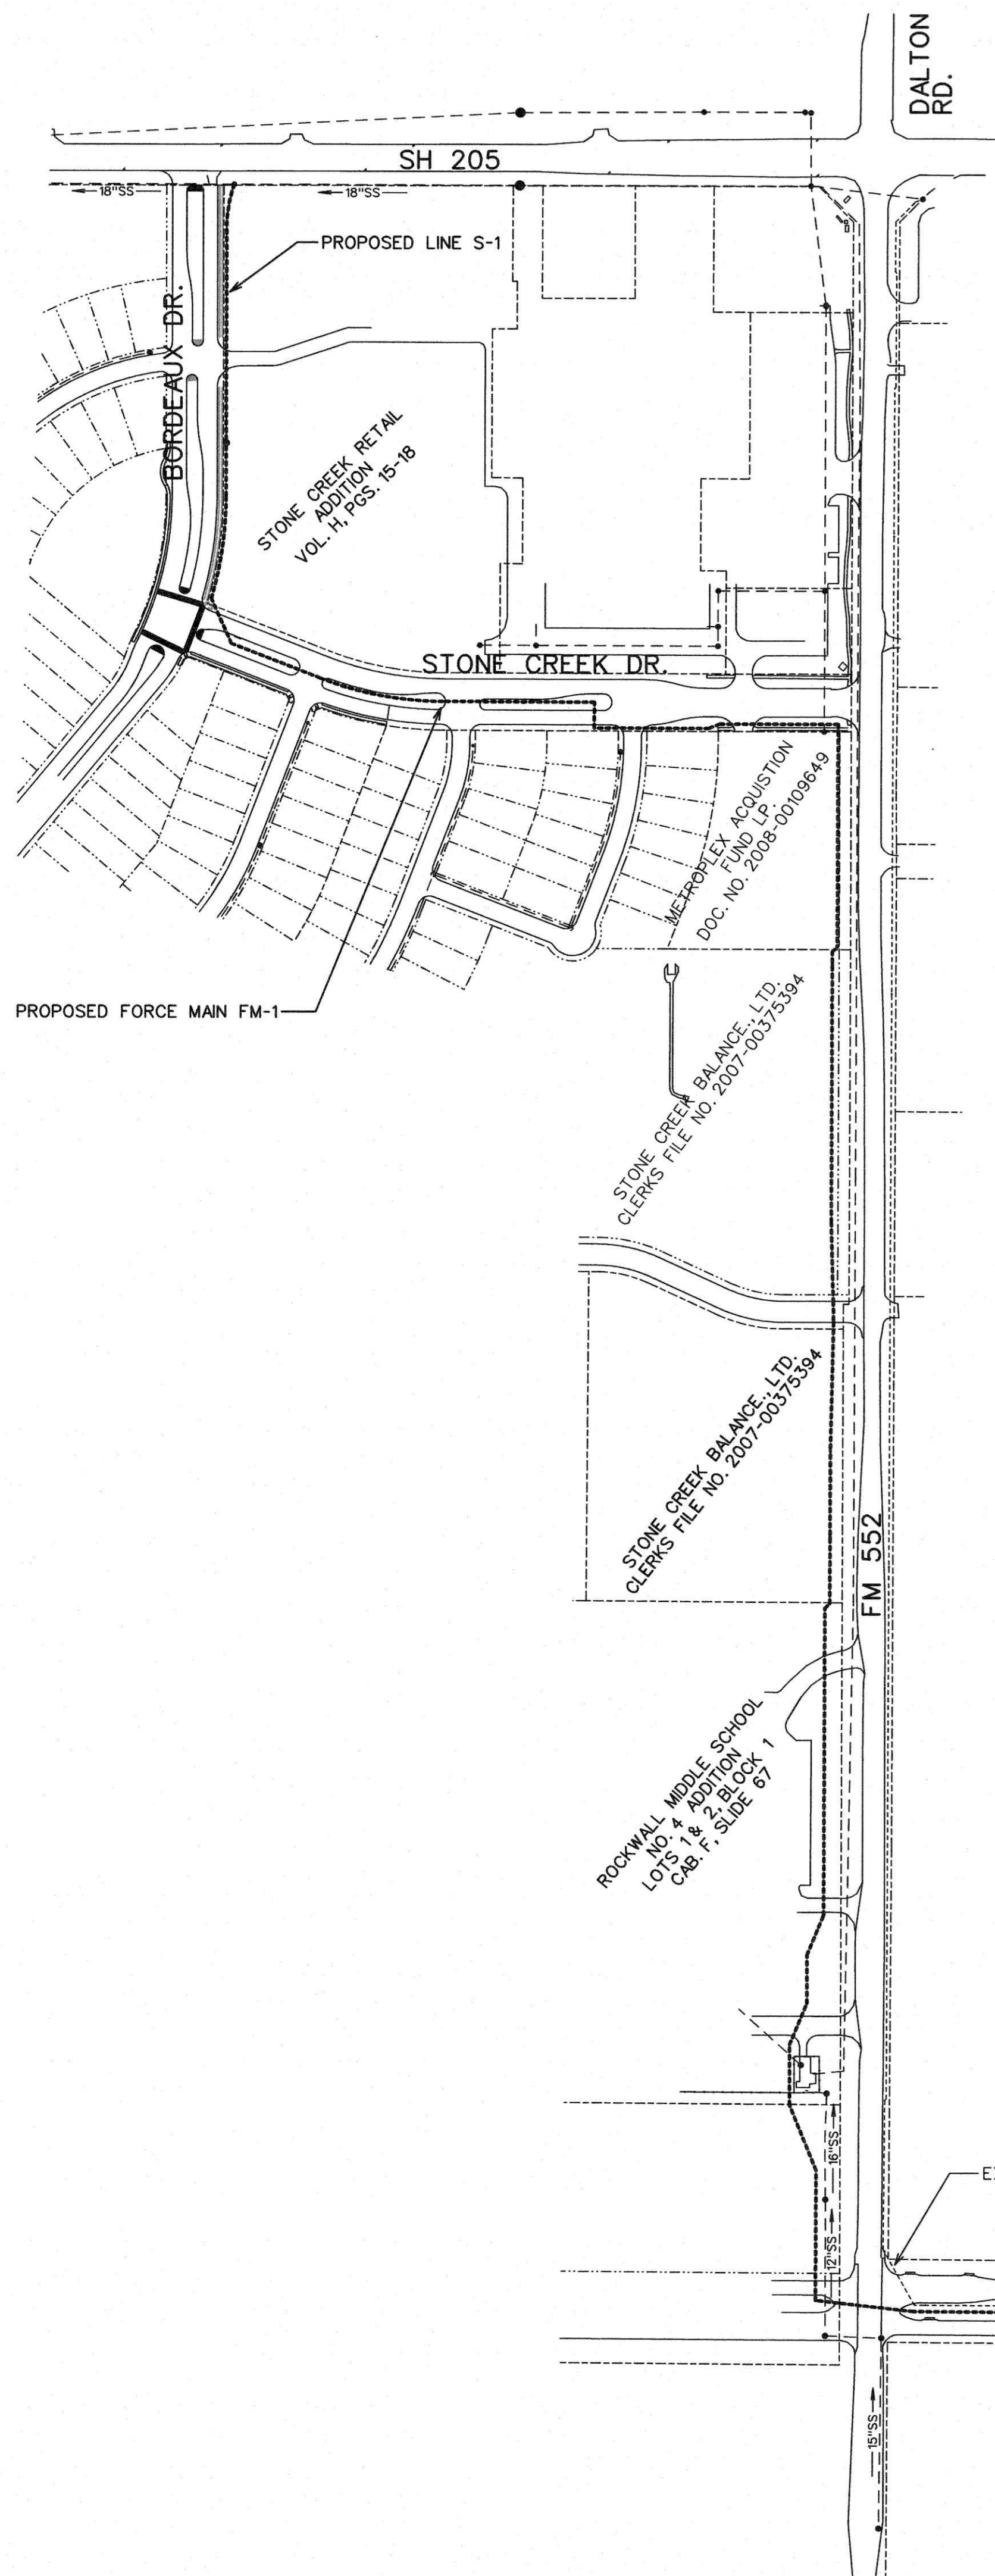 DALTON
RD.
SH 205
18"SS
18"SS
PROPOSED LINE S-1
BORDEAUX DR.
STONE CREEK RETAIL
ADDITION
VOL. H, PGS. 15-18
STONE CREEK DR.
METROPLEX ACQUISTION
FUND LP.
DOC. NO. 2008-00109649
PROPOSED FORCE MAIN FM-1
STONE CREEK BALANCE., LTD.
CLERKS FILE NO. 2007-00375394
STONE CREEK BALANCE., LTD.
CLERKS FILE NO. 2007-00375394
FM 552
ROCKWALL MIDDLE SCHOOL
NO. 4 ADDITION
LOTS 1 & 2, BLOCK 1
CAB. F, SLIDE 67
16"SS
12"SS
15"SS